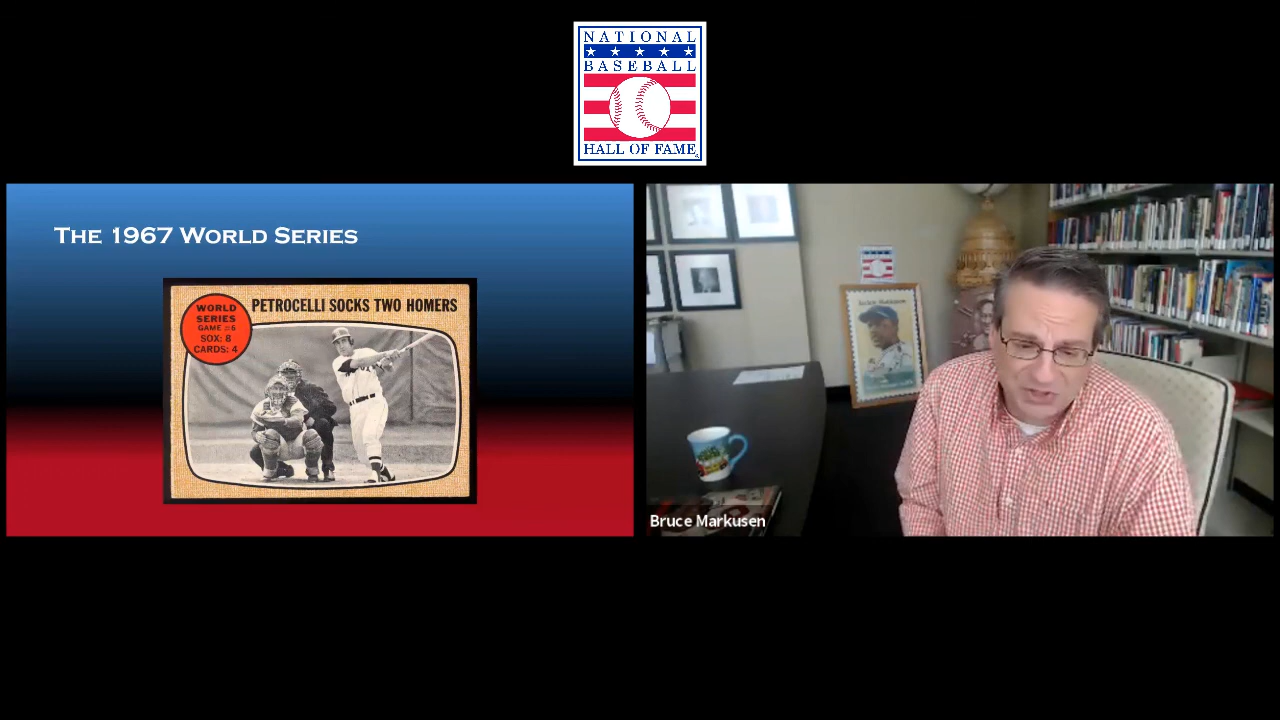 NATIONAL
BASEBALL
HALL OF FAME
THE 1967 WORLD SERIES
PETROCELLI SOCKS TWO HOMERS
WORLD
SERIES
GAME #6
SOX: 8
CARDS: 4
Bruce Markusen